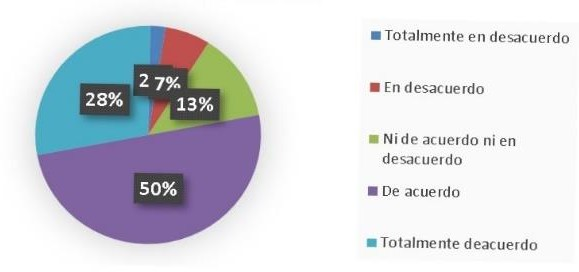 2
7%
13%
28%
50%
Totalmente en desacuerdo
En desacuerdo
Ni de acuerdo ni en
desacuerdo
De acuerdo
Totalmente deacuerdo